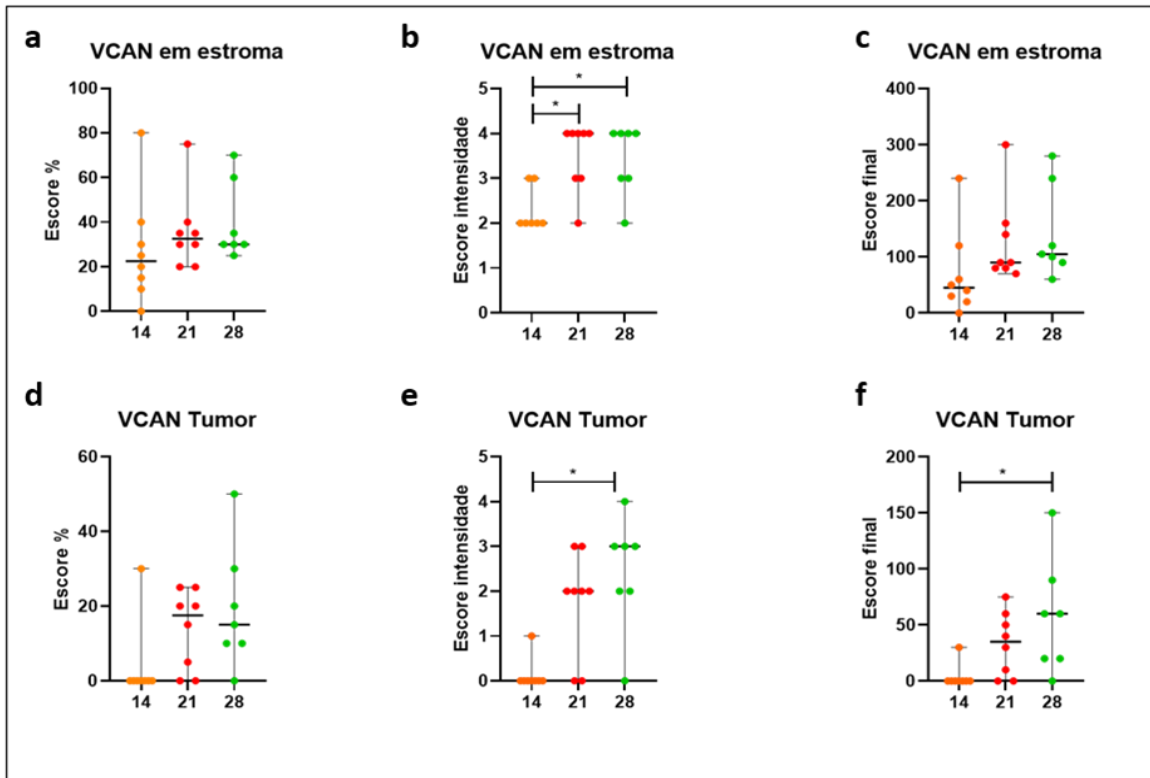 a
VCAN em estroma
Escore %
100
80
60
40
20
0
14 21 28
b
VCAN em estroma
Escore intensidade
5
4
3
2
1
0
*
*
14 21 28
c
VCAN em estroma
Escore final
400
300
200
100
0
14 21 28
d
VCAN Tumor
Escore %
60
40
20
0
14 21 28
e
VCAN Tumor
Escore intensidade
5
4
3
2
1
0
*
14 21 28
f
VCAN Tumor
Escore final
200
150
100
50
0
*
14 21 28